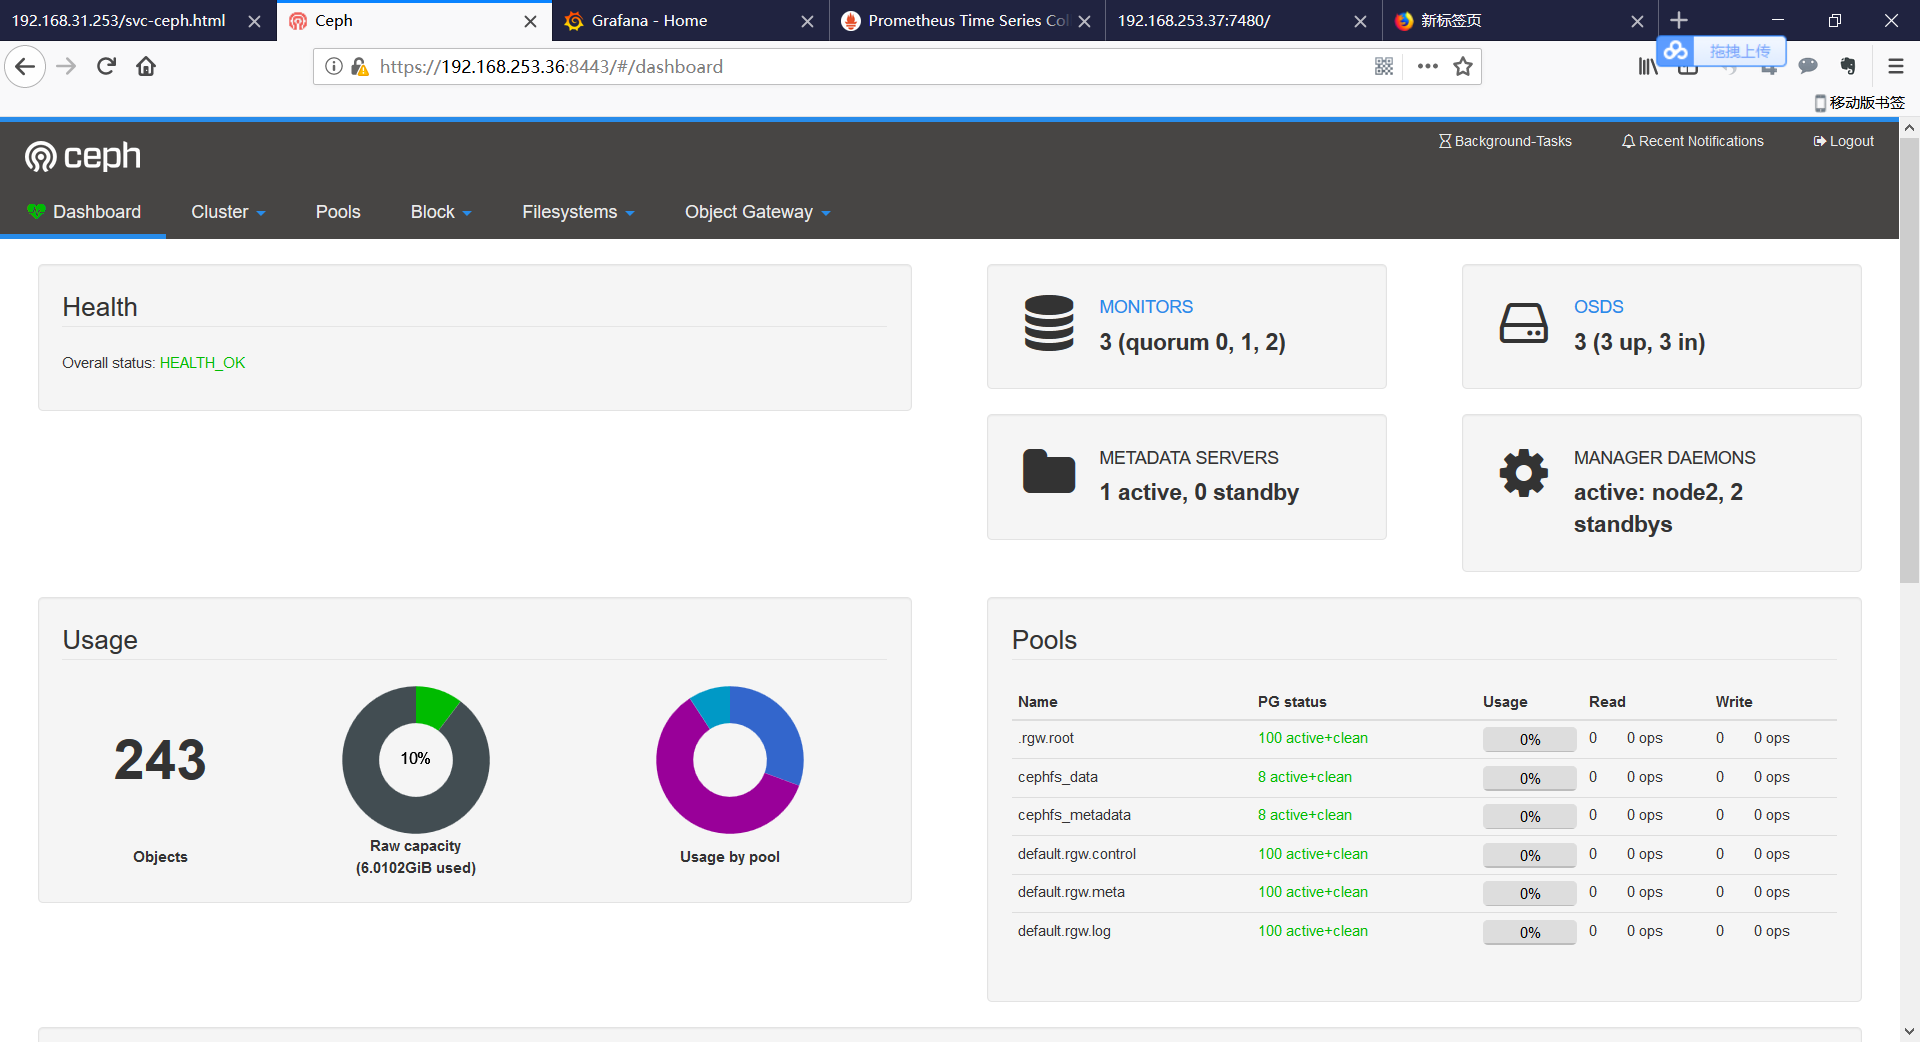 192.168.31.253/svc-ceph.html
Ceph
Grafana - Home
Prometheus Time Series Col
192.168.253.37:7480/
新标签页
拖拽上传
https://192.168.253.36:8443/#/dashboard
移动版书签
ceph
Background-Tasks
Recent Notifications
Logout
Dashboard
Cluster
Pools
Block
Filesystems
Object Gateway
Health
Overall status: HEALTH_OK
MONITORS
3 (quorum 0, 1, 2)
OSDS
3 (3 up, 3 in)
METADATA SERVERS
1 active, 0 standby
MANAGER DAEMONS
active: node2, 2
standbys
Usage
243
Objects
10%
Raw capacity
(6.0102GiB used)
Usage by pool
Pools
Name PG status Usage Read Write
.rgw.root 100 active+clean 0% 0 0 ops 0 0 ops
cephfs_data 8 active+clean 0% 0 0 ops 0 0 ops
cephfs_metadata 8 active+clean 0% 0 0 ops 0 0 ops
default.rgw.control 100 active+clean 0% 0 0 ops 0 0 ops
default.rgw.meta 100 active+clean 0% 0 0 ops 0 0 ops
default.rgw.log 100 active+clean 0% 0 0 ops 0 0 ops